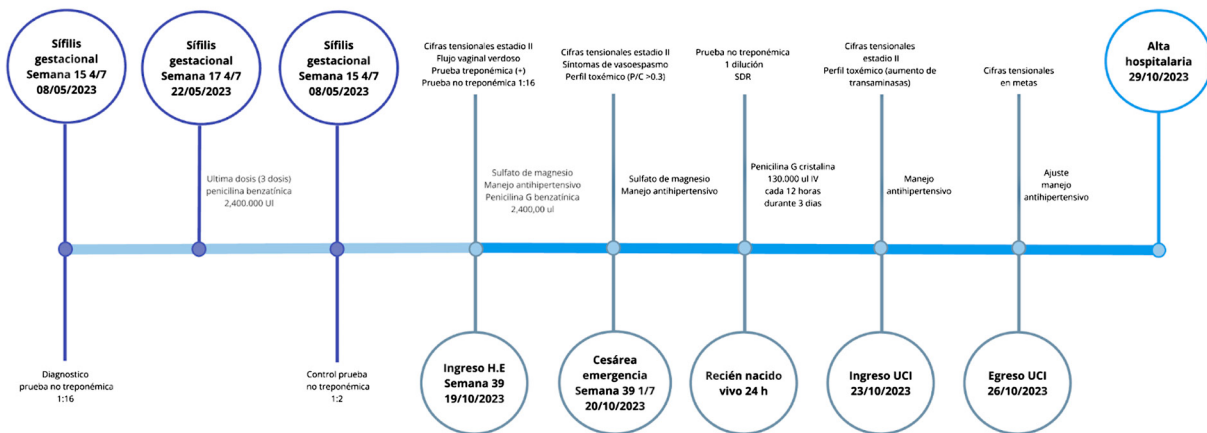 Sífilis
gestacional
Semana 15 4/7
08/05/2023
Sífilis
gestacional
Semana 17 4/7
22/05/2023
Sífilis
gestacional
Semana 15 4/7
08/05/2023
Cifras tensionales estadio II
Flujo vaginal verdoso
Prueba treponémica (+)
Prueba no treponémica 1:16
Cifras tensionales estadio II
Síntomas de vasoespasmo
Perfil toxémico (P/C >0.3)
Prueba no treponémica
1 dilución
SDR
Cifras tensionales
estadio II
Perfil toxémico (aumento de
transaminasas)
Cifras tensionales
en metas
Alta
hospitalaria
29/10/2023
Ultima dosis (3 dosis)
penicilina benzatínica
2,400.000 UI
Sulfato de magnesio
Manejo antihipertensivo
Penicilina G benzatínica
2,400,00 ul
Sulfato de magnesio
Manejo antihipertensivo
Penicilina G cristalina
130.000 ul IV
cada 12 horas
durante 3 dias
Manejo
antihipertensivo
Ajuste
manejo
antihipertensivo
Diagnostico
prueba no treponémica
1:16
Control prueba
no treponémica
1:2
Ingreso H.E
Semana 39
19/10/2023
Cesárea
emergencia
Semana 39 1/7
20/10/2023
Recién nacido
vivo 24 h
Ingreso UCI
23/10/2023
Egreso UCI
26/10/2023